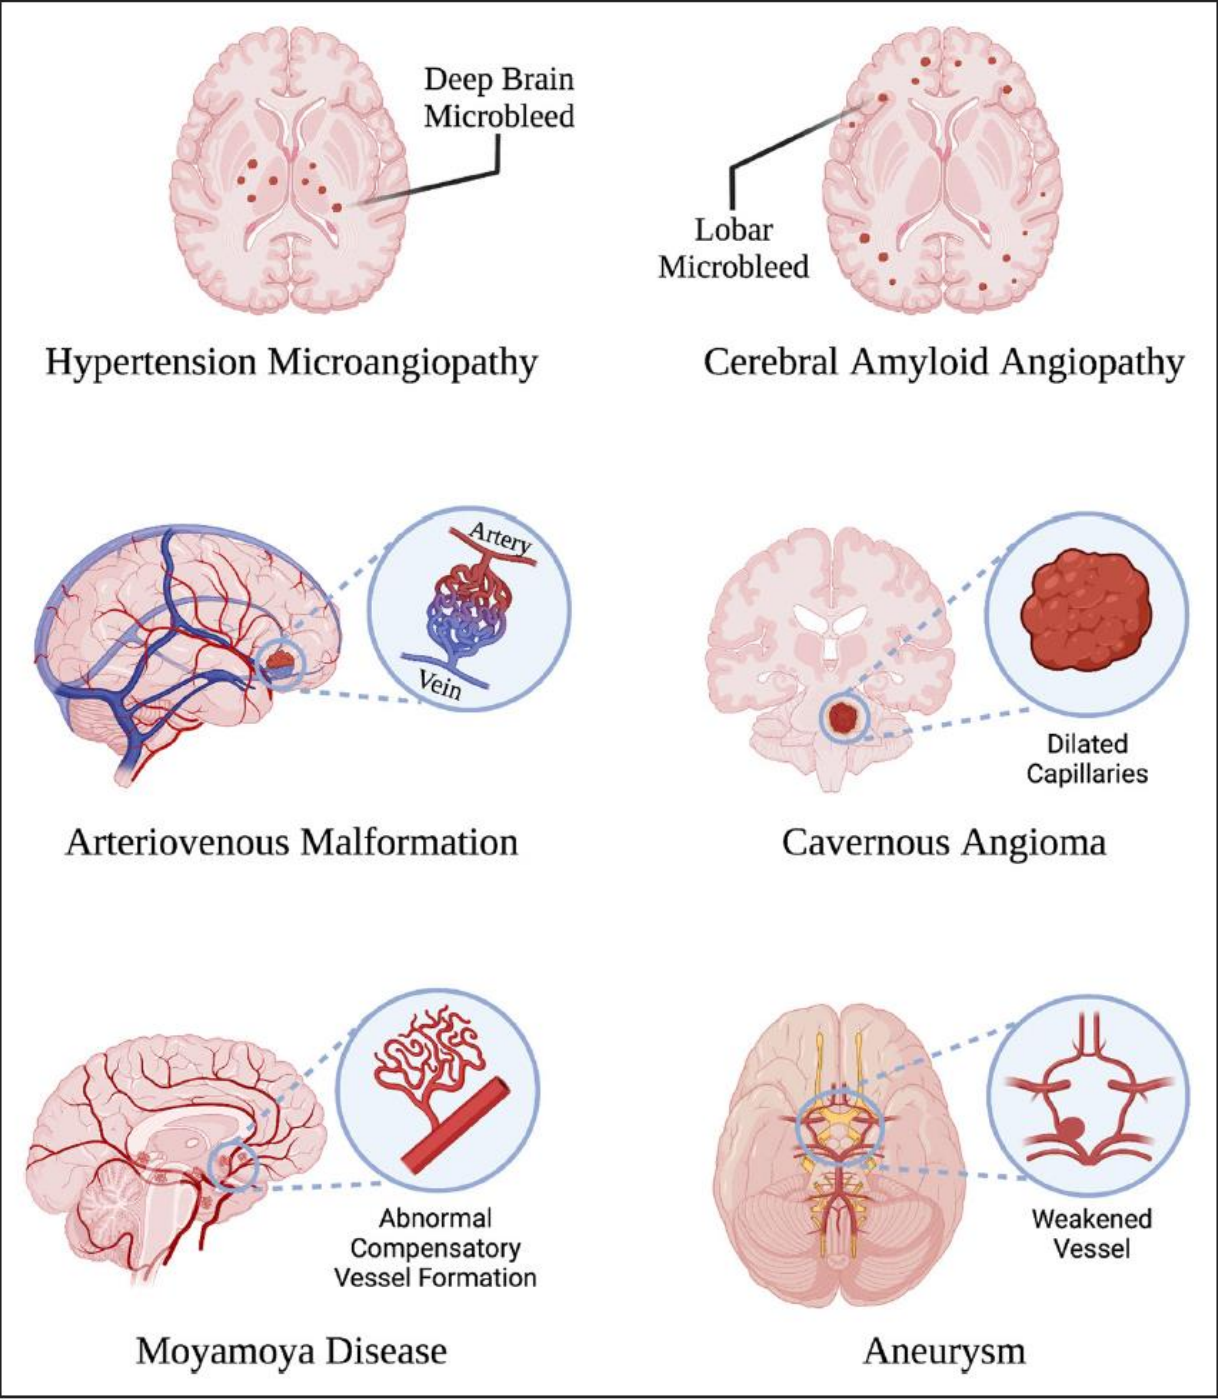 Deep Brain
Microbleed
Lobar
Microbleed
Hypertension Microangiopathy
Cerebral Amyloid Angiopathy
Artery
Vein
Dilated
Capillaries
Arteriovenous Malformation
Cavernous Angioma
Abnormal
Compensatory
Vessel Formation
Weakened
Vessel
Moyamoya Disease
Aneurysm